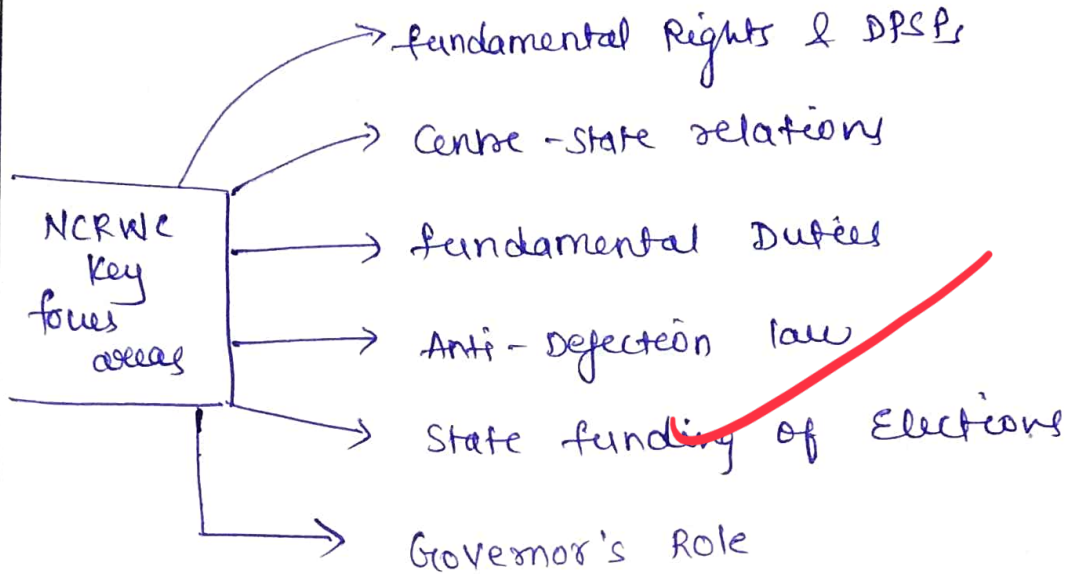 Fundamental Rights & DPSPs
Centre-State relations
NCRWC
Key
focus
areas
Fundamental Duties
Anti-Defection law
State funding of Elections
Governor's Role